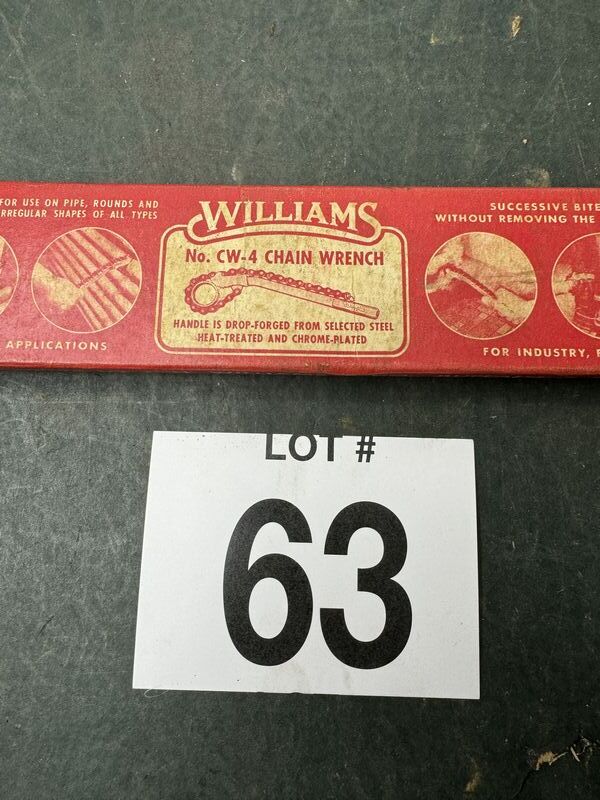 FOR USE ON PIPE, ROUNDS AND
IRREGULAR SHAPES OF ALL TYPES
APPLICATIONS
WILLIAMS
No. CW-4 CHAIN WRENCH
HANDLE IS DROP-FORGED FROM SELECTED STEEL
HEAT-TREATED AND CHROME-PLATED
SUCCESSIVE BITE
WITHOUT REMOVING THE
FOR INDUSTRY,
LOT #
63